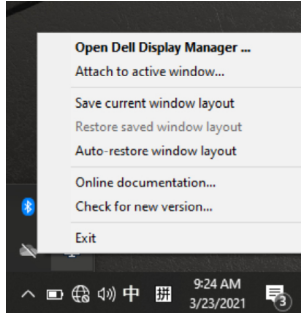 Open Dell Display Manager ...
Attach to active window...
Save current window layout
Restore saved window layout
Auto-restore window layout
Online documentation...
Check for new version...
Exit
中 拼 9:24 AM
3/23/2021 3